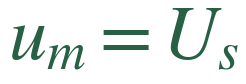 u_m = U_s